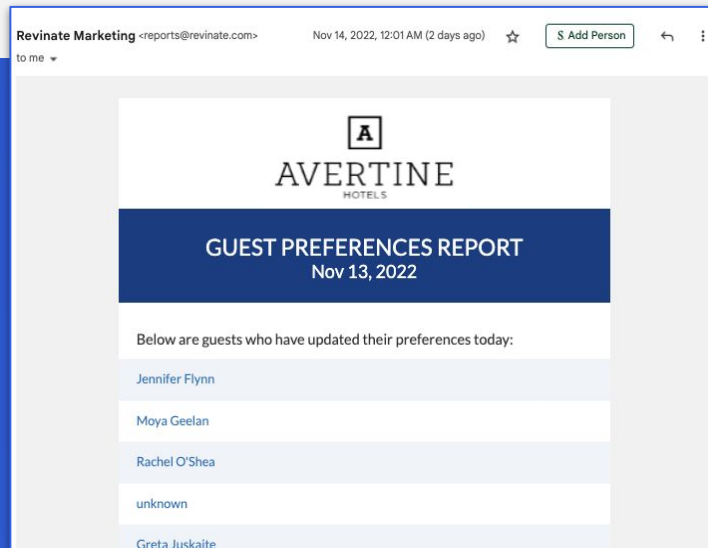 Revinate Marketing <reports@revinate.com> Nov 14, 2022, 12:01 AM (2 days ago) S Add Person
to me
A
AVERTINE
HOTELS
GUEST PREFERENCES REPORT
Nov 13, 2022
Below are guests who have updated their preferences today:
Jennifer Flynn
Moya Geelan
Rachel O'Shea
unknown
Greta Juskaite